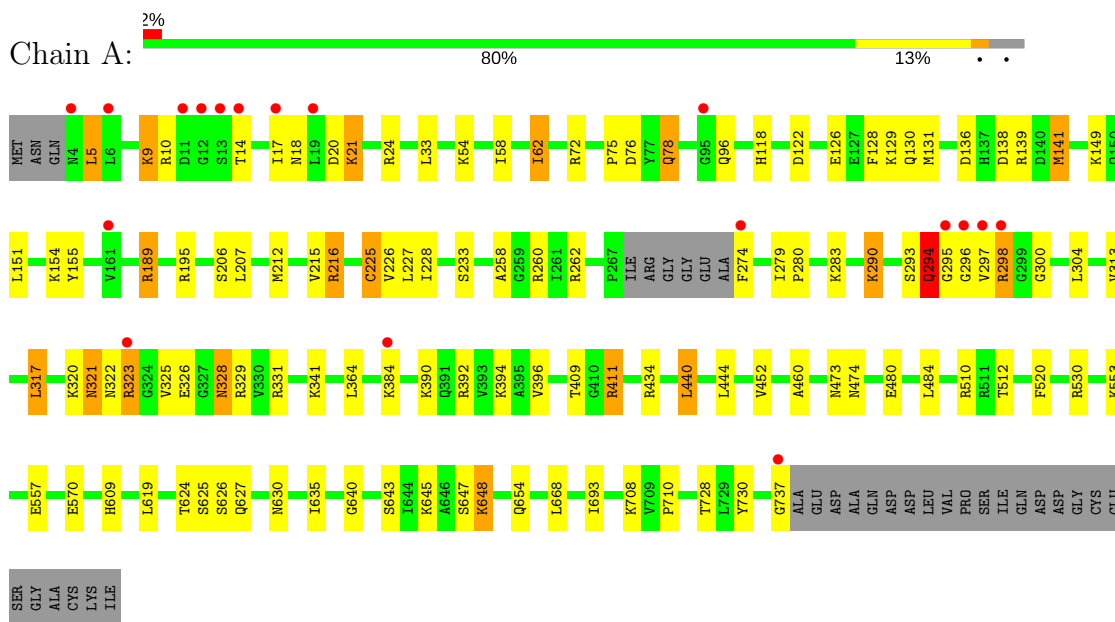 2%
Chain A:
80% 13% • •
MET ASN GLN N4 L5 L6 K9 R10 D11 G12 S13 T14 I17 N18 L19 D20 K21 R24 L33 K54 I58 I62 R72 P75 D76 Y77 Q78 G95 Q96 H118 D122 E126 E127 F128 K129 Q130 M131 D136 H137 D138 R139 D140 M141 K149
L151 K154 Y155 V161 R189 R195 S206 L207 M212 V215 R216 C225 V226 L227 I228 S233 A258 G259 R260 I261 R262 P267 ILE ARG GLY GLY GLU ALA F274 I279 P280 K283 K290 S293 Q294 G295 G296 V297 R298 G299 G300 L304
L317 K320 N321 N322 R323 G324 V325 E326 G327 N328 R329 V330 R331 K341 L364 K384 K390 Q391 R392 V393 K394 A395 V396 T409 G410 R411 R434 L440 L444 V452 A460 N473 N474 E480 L484 R510 R511 T512 F520 R530 K553
E557 E570 H609 L619 T624 S625 S626 Q627 N630 I635 G640 S643 I644 K645 A646 S647 K648 Q654 L668 I693 K708 V709 P710 T728 L729 Y730 G737 ALA GLU ASP ALA GLN ASP ASP LEU VAL PRO SER ILE GLN ASP ASP GLY CYS GLU
SER GLY ALA CYS LYS ILE